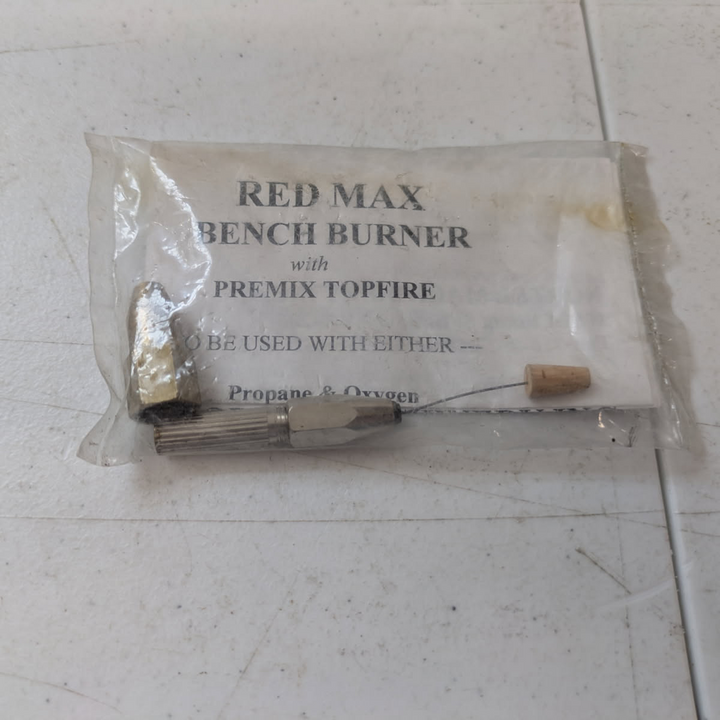 RED MAX
BENCH BURNER
with
PREMIX TOPFIRE
O BE USED WITH EITHER —
Propane & Oxygen